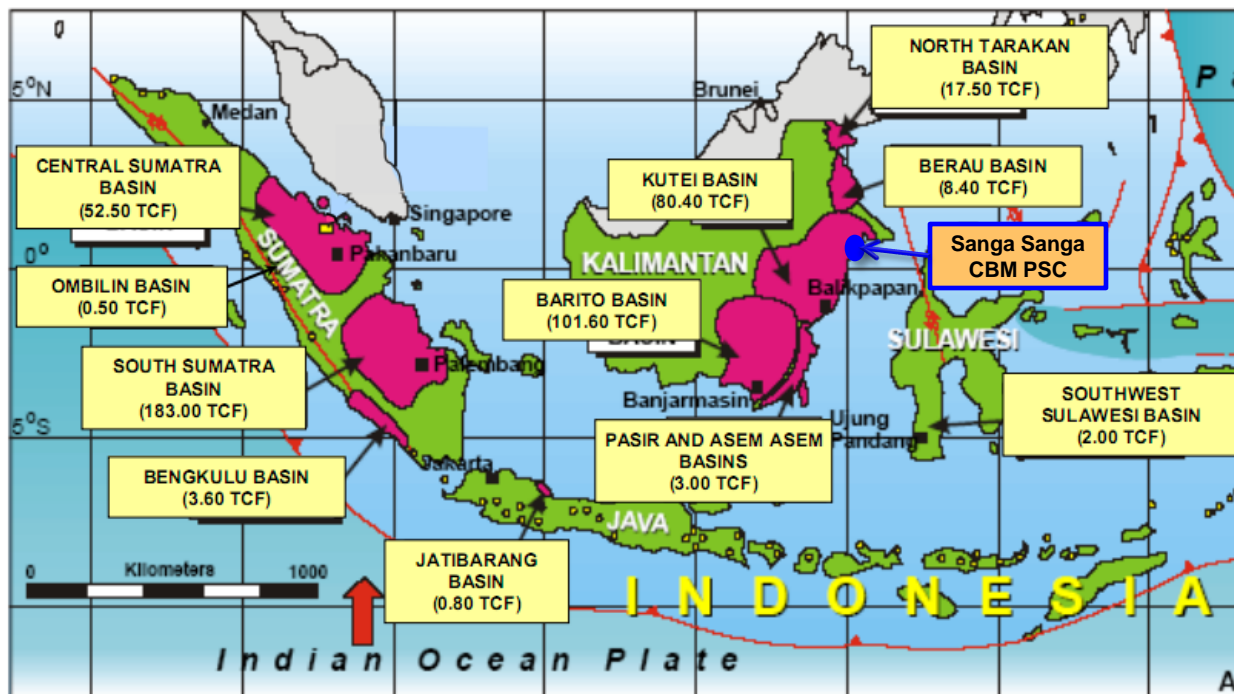 NORTH TARAKAN
BASIN
(17.50 TCF)
5°N
Brunei
Medan
CENTRAL SUMATRA
BASIN
(52.50 TCF)
KUTEI BASIN
(80.40 TCF)
BERAU BASIN
(8.40 TCF)
Singapore
Sanga Sanga
CBM PSC
Pakanbaru
SUMATRA
KALIMANTAN
0°
OMBILIN BASIN
(0.50 TCF)
Balikpapan
BARITO BASIN
(101.60 TCF)
SULAWESI
SOUTH SUMATRA
BASIN
(183.00 TCF)
Palembang
Banjarmasin
SOUTHWEST
SULAWESI BASIN
(2.00 TCF)
Ujung
Pandang
5°S
PASIR AND ASEM ASEM
BASINS
(3.00 TCF)
BENGKULU BASIN
(3.60 TCF)
Jakarta
JAVA
JATIBARANG
BASIN
(0.80 TCF)
Kilometers
0 1000
INDONESIA
Indian Ocean Plate